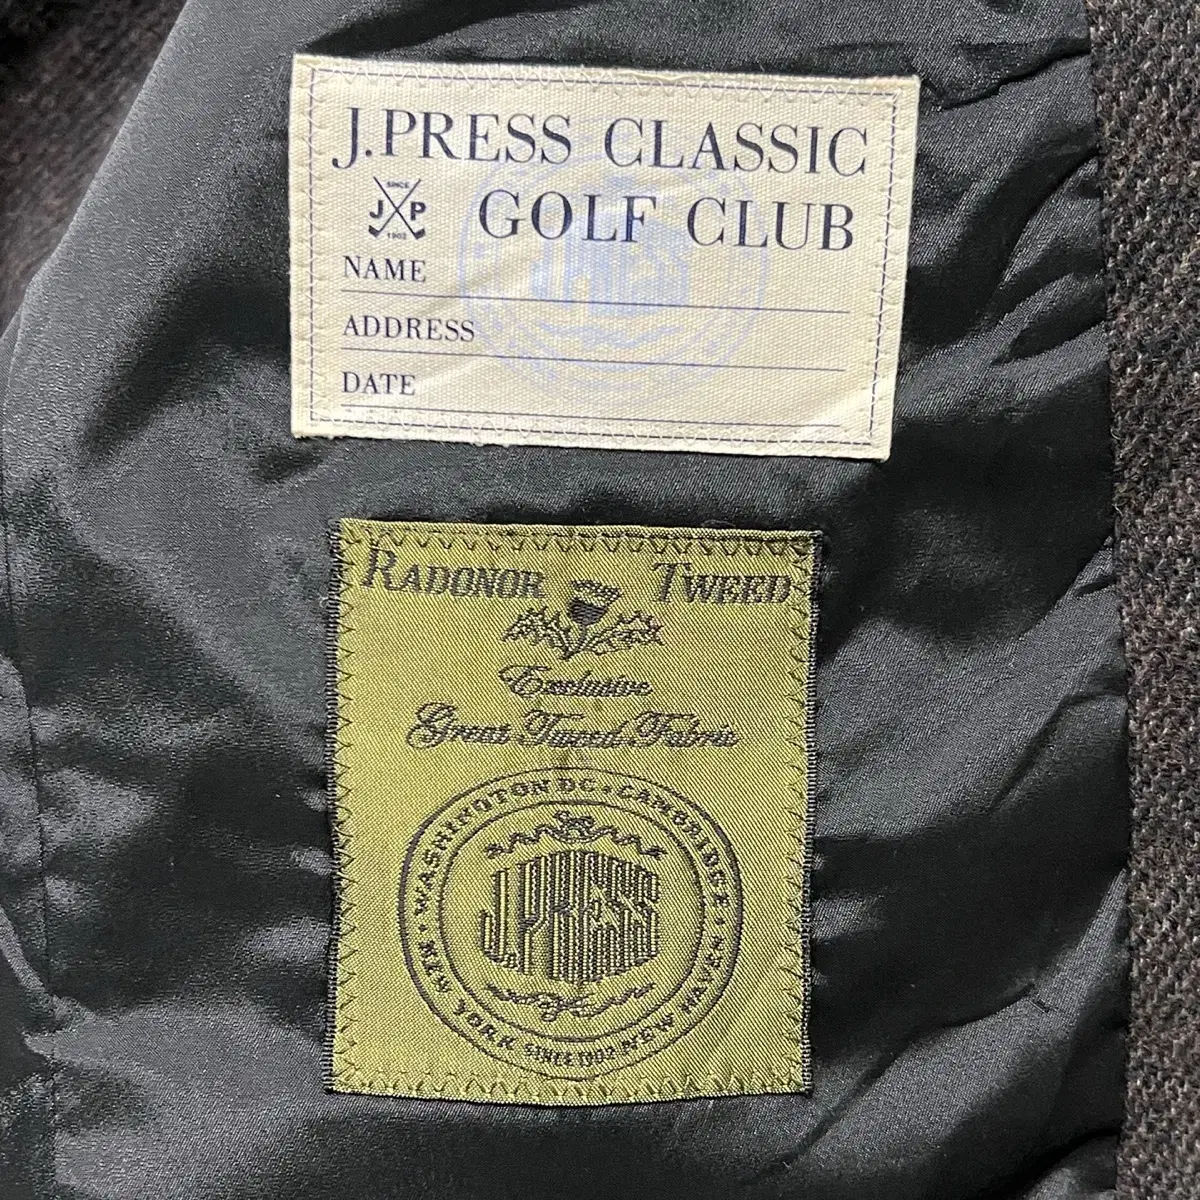 J.PRESS CLASSIC
GOLF CLUB
SINCE
J P
1902
NAME
ADDRESS
DATE
RADONOR TWEED
Exclusive
Great Tweed Fabric
WASHINGTON DC • CAMBRIDGE •
J.PRESS
NEW YORK SINCE 1902 NEW HAVEN